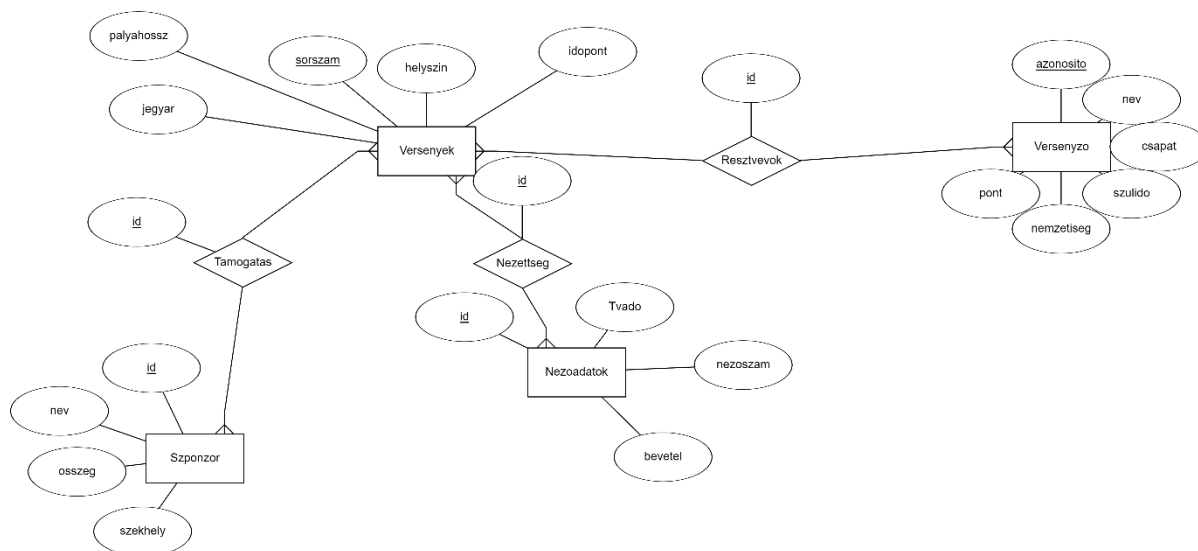 palyahossz
sorszam
helyszin
idopont
id
azonosito
jegyar
nev
Versenyek
Resztvevok
Versenyzo
csapat
id
pont
szulido
nemzetiseg
id
Tamogatas
Nezettseg
id
Tvado
id
Nezoadatok
nezoszam
nev
Szponzor
bevetel
osszeg
szekhely